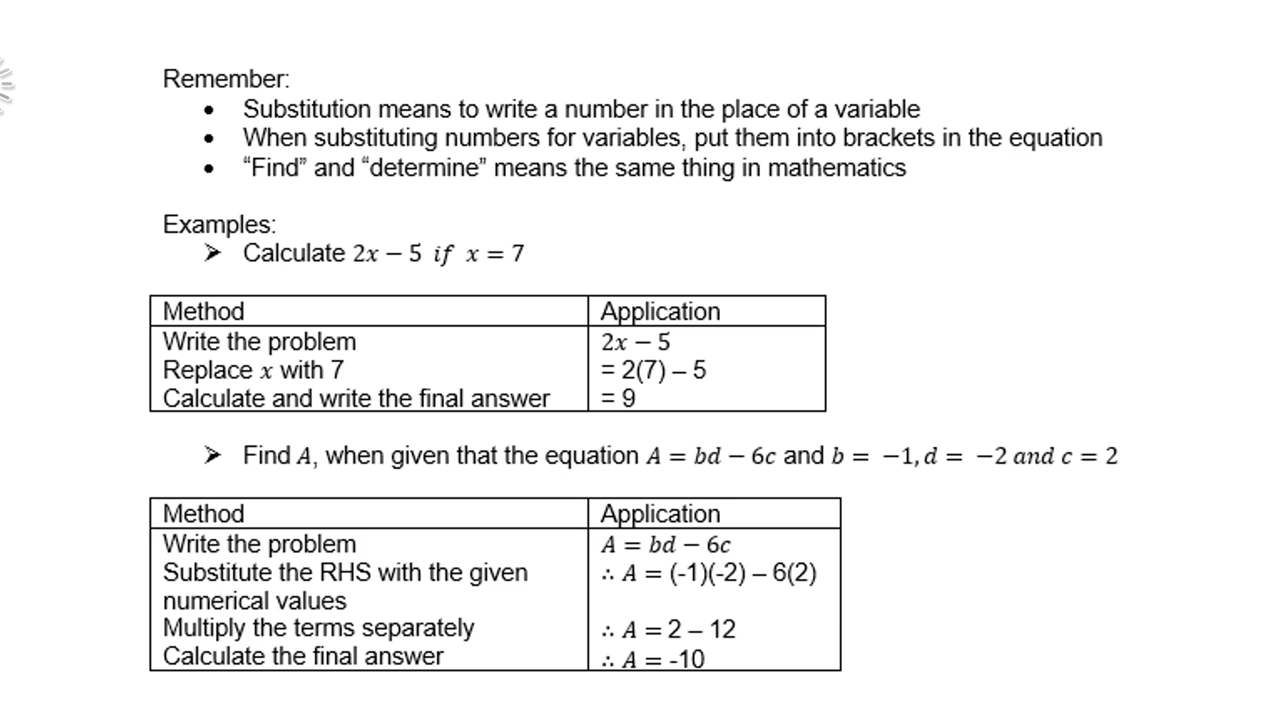 Remember:
• Substitution means to write a number in the place of a variable
• When substituting numbers for variables, put them into brackets in the equation
• “Find” and “determine” means the same thing in mathematics
Examples:
➢ Calculate 2x – 5 if x = 7
Method Application
Write the problem 2x – 5
Replace x with 7 = 2(7) – 5
Calculate and write the final answer = 9
➢ Find A, when given that the equation A = bd – 6c and b = –1, d = –2 and c = 2
Method Application
Write the problem A = bd – 6c
Substitute the RHS with the given ∴ A = (-1)(-2) – 6(2)
numerical values
Multiply the terms separately ∴ A = 2 – 12
Calculate the final answer ∴ A = -10